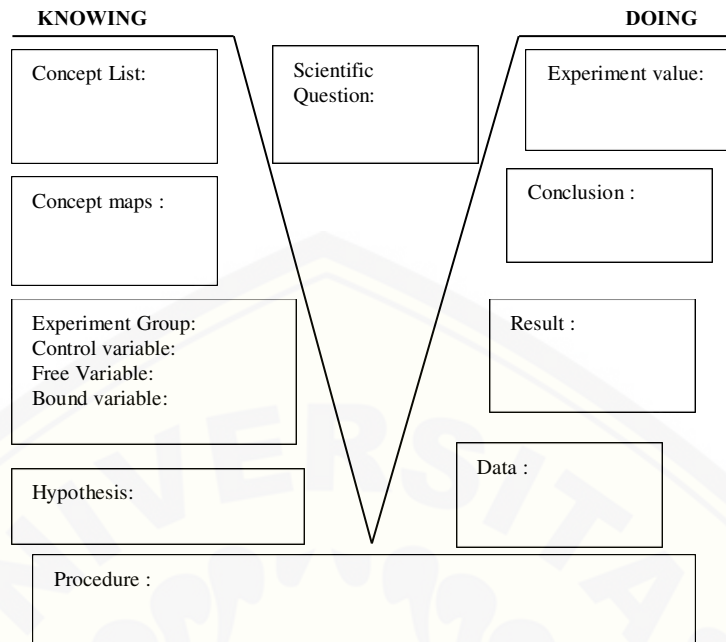 KNOWING
DOING
Concept List:
Scientific
Question:
Experiment value:
Concept maps :
Conclusion :
Experiment Group:
Control variable:
Free Variable:
Bound variable:
Result :
Hypothesis:
Data :
Procedure :
NIVERSITA